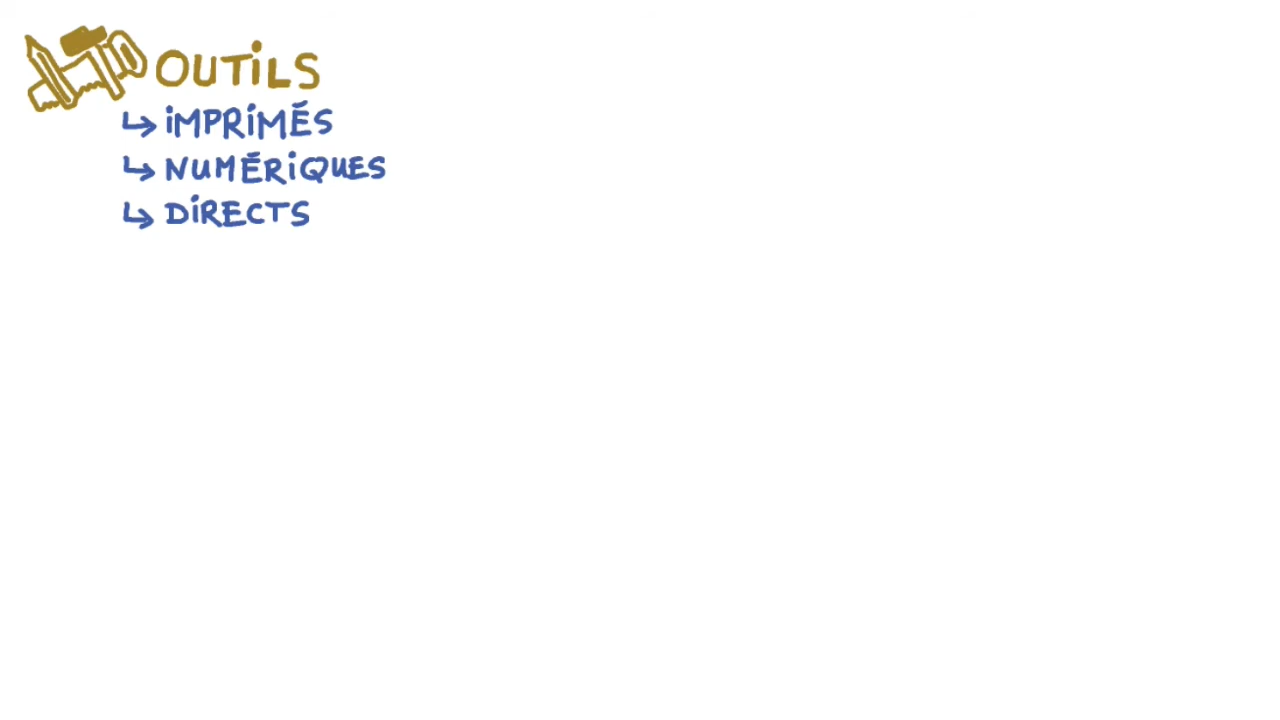 OUTILS
↳ IMPRIMÉS
↳ NUMÉRIQUES
↳ DIRECTS